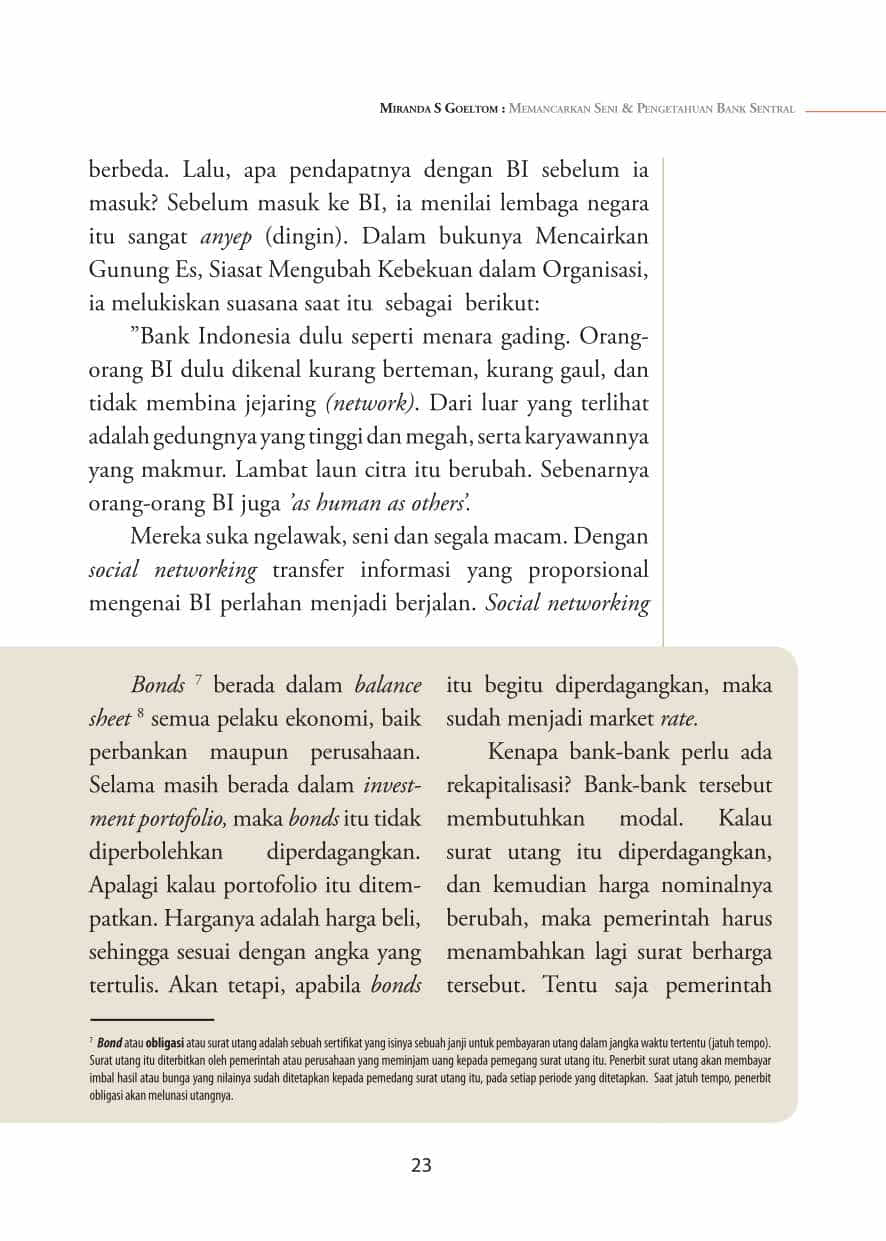 MIRANDA S GOELTOM : MEMANCARKAN SENI & PENGETAHUAN BANK SENTRAL
berbeda. Lalu, apa pendapatnya dengan BI sebelum ia
masuk? Sebelum masuk ke BI, ia menilai lembaga negara
itu sangat anyep (dingin). Dalam bukunya Mencairkan
Gunung Es, Siasat Mengubah Kebekuan dalam Organisasi,
ia melukiskan suasana saat itu sebagai berikut:
”Bank Indonesia dulu seperti menara gading. Orang-
orang BI dulu dikenal kurang berteman, kurang gaul, dan
tidak membina jejaring (network). Dari luar yang terlihat
adalah gedungnya yang tinggi dan megah, serta karyawannya
yang makmur. Lambat laun citra itu berubah. Sebenarnya
orang-orang BI juga ’as human as others’.
Mereka suka ngelawak, seni dan segala macam. Dengan
social networking transfer informasi yang proporsional
mengenai BI perlahan menjadi berjalan. Social networking
Bonds 7 berada dalam balance
sheet 8 semua pelaku ekonomi, baik
perbankan maupun perusahaan.
Selama masih berada dalam invest-
ment portofolio, maka bonds itu tidak
diperbolehkan diperdagangkan.
Apalagi kalau portofolio itu ditem-
patkan. Harganya adalah harga beli,
sehingga sesuai dengan angka yang
tertulis. Akan tetapi, apabila bonds
itu begitu diperdagangkan, maka
sudah menjadi market rate.
Kenapa bank-bank perlu ada
rekapitalisasi? Bank-bank tersebut
membutuhkan modal. Kalau
surat utang itu diperdagangkan,
dan kemudian harga nominalnya
berubah, maka pemerintah harus
menambahkan lagi surat berharga
tersebut. Tentu saja pemerintah
7 Bond atau obligasi atau surat utang adalah sebuah sertifikat yang isinya sebuah janji untuk pembayaran utang dalam jangka waktu tertentu (jatuh tempo).
Surat utang itu diterbitkan oleh pemerintah atau perusahaan yang meminjam uang kepada pemegang surat utang itu. Penerbit surat utang akan membayar
imbal hasil atau bunga yang nilainya sudah ditetapkan kepada pemedang surat utang itu, pada setiap periode yang ditetapkan. Saat jatuh tempo, penerbit
obligasi akan melunasi utangnya.
23